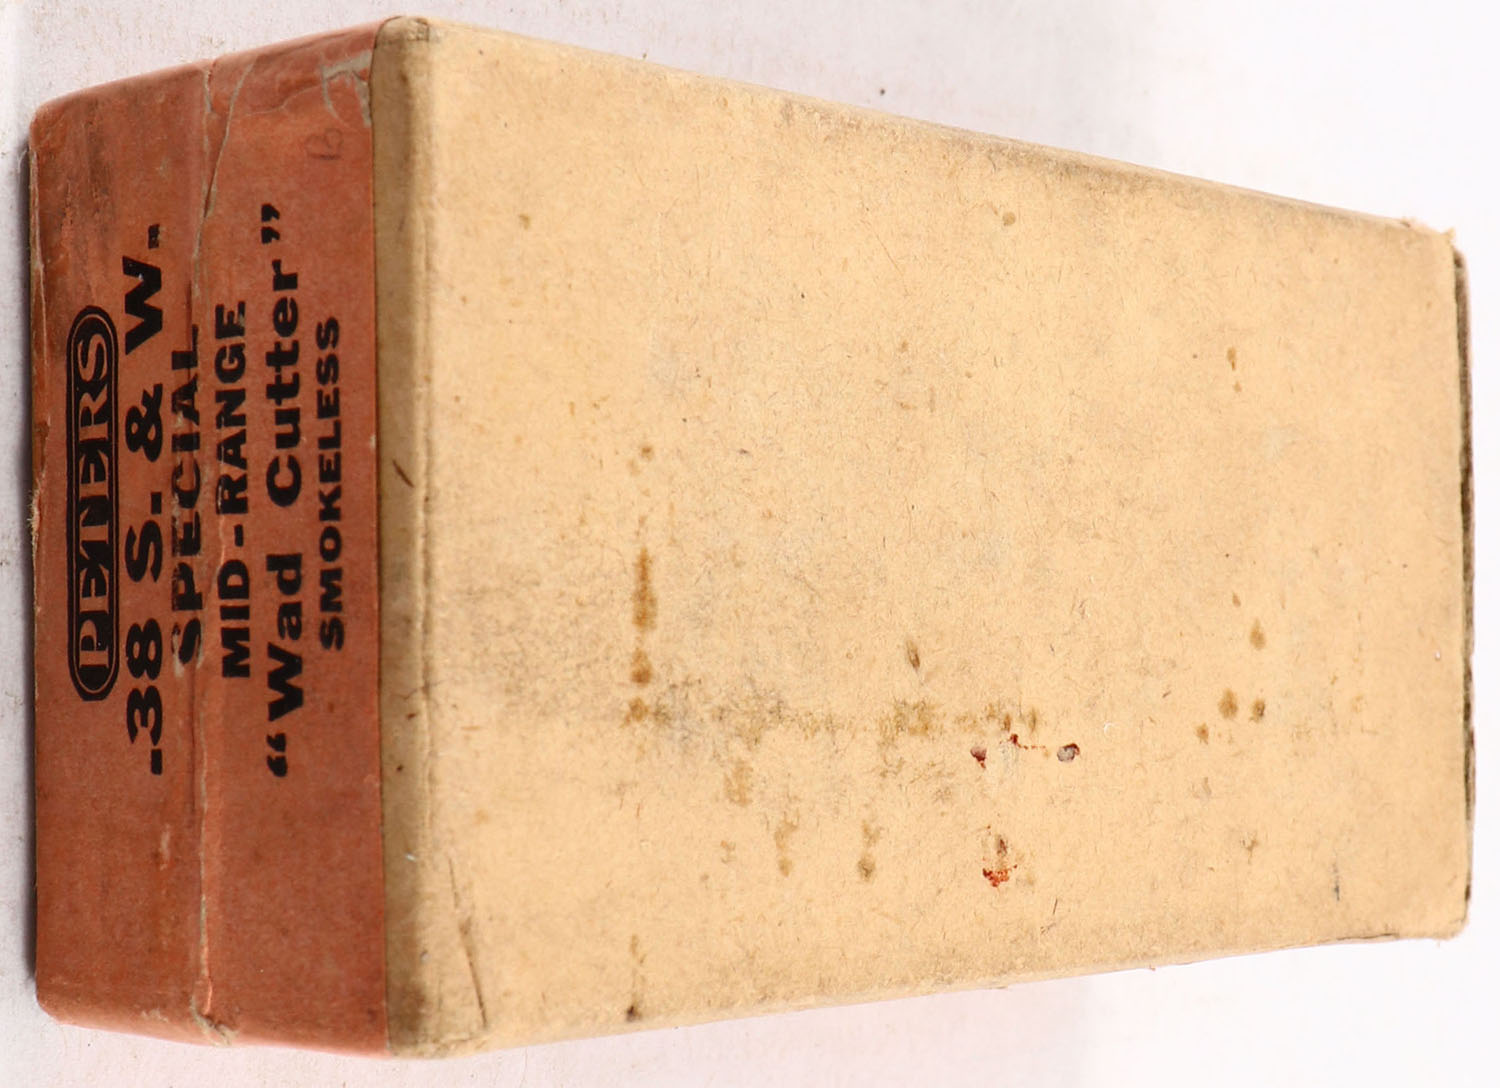 PETERS
.38 S. & W.
SPECIAL
MID-RANGE
"Wad Cutter"
SMOKELESS